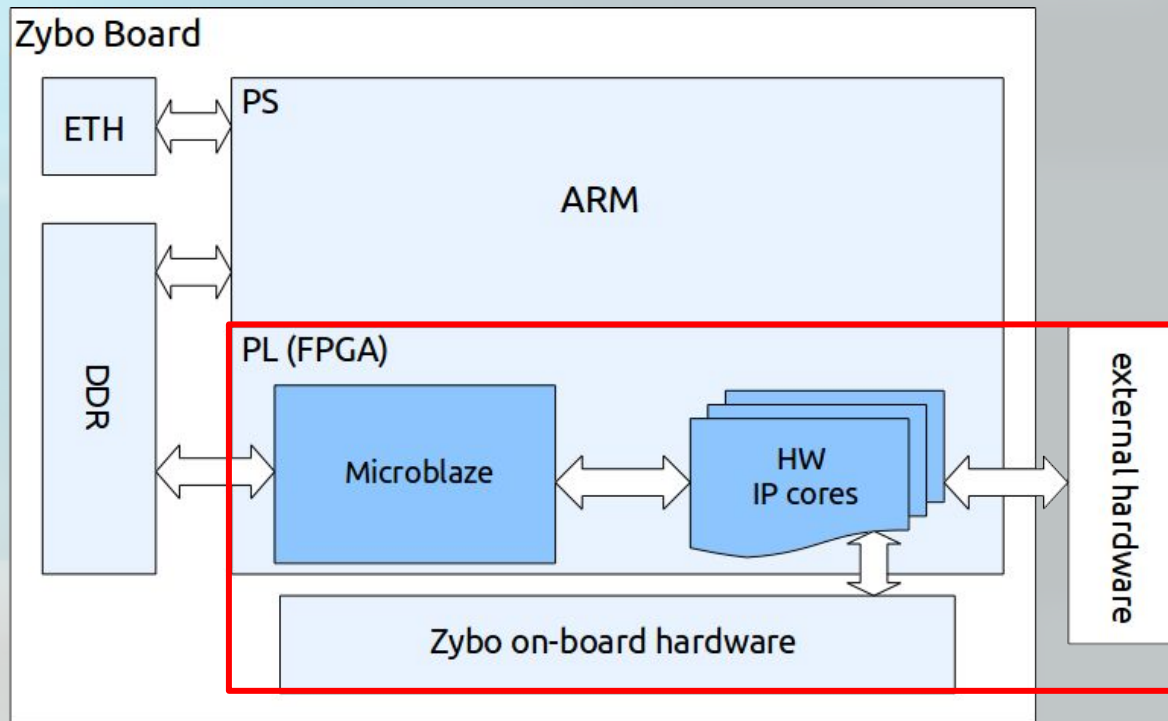 Zybo Board
ETH
PS
ARM
DDR
PL (FPGA)
Microblaze
HW
IP cores
external hardware
Zybo on-board hardware